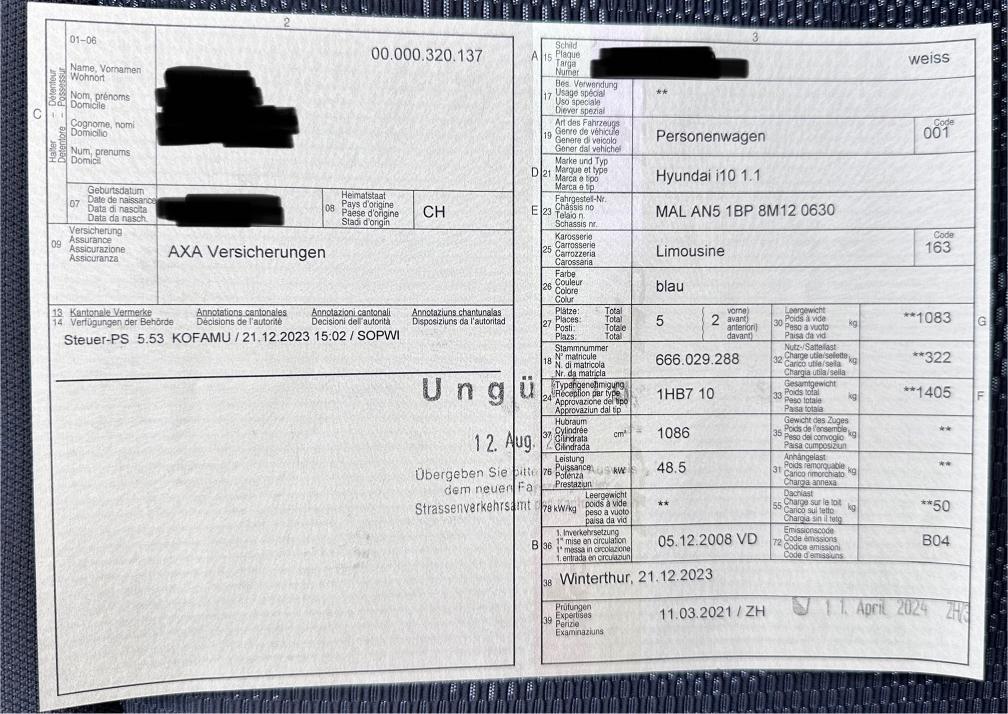 2
01-06
00.000.320.137
C
Halter – Détenteur
Detentore – Possessur
Name, Vornamen
Wohnort
Nom, prénoms
Domicile
Cognome, nomi
Domicilio
Num, prenums
Domicil
07
Geburtsdatum
Date de naissance
Data di nascita
Data da nasch.
08
Heimatstaat
Pays d'origine
Paese d'origine
Stadi d'origin
CH
09
Versicherung
Assurance
Assicurazione
Assicuranza
AXA Versicherungen
13 Kantonale Vermerke Annotations cantonales Annotazioni cantonali Annotaziuns chantunalas
14 Verfügungen der Behörde Décisions de l'autorité Decisioni dell'autorità Disposiziuns da l'autoritad
Steuer-PS 5.53 KOFAMU / 21.12.2023 15:02 / SOPWI
Ungü
12. Aug.
Übergeben Sie bitte
dem neuen
Strassenverkehrsamt
3
A 15
Schild
Plaque
Targa
Numer
weiss
17
Bes. Verwendung
Usage spécial
Uso speciale
Diever spezial
**
19
Art des Fahrzeugs
Genre de véhicule
Genere di veicolo
Gener dal vehichel
Personenwagen
Code
001
D 21
Marke und Typ
Marque et type
Marca e tipo
Marca e tip
Hyundai i10 1.1
E 23
Fahrgestell-Nr.
Châssis no
Telaio n.
Schassis nr.
MAL AN5 1BP 8M12 0630
25
Karosserie
Carrosserie
Carrozzeria
Carossaria
Limousine
Code
163
26
Farbe
Couleur
Colore
Colur
blau
27
Plätze: Total
Places: Total
Posti: Totale
Plazs: Total
5
2
vorne)
avant)
anteriori)
davant)
30
Leergewicht
Poids à vide
Peso a vuoto
Paisa da vid
kg
**1083
G
18
Stammnummer
N° matricule
N. di matricola
Nr. da matricla
666.029.288
32
Nutz-/Sattellast
Charge utile/sellette
Carico utile/sella
Chargia utila/sella
kg
**322
24
Typengenehmigung
Réception par type
Approvazione del tipo
Approvaziun dal tip
1HB7 10
33
Gesamtgewicht
Poids total
Peso totale
Paisa totala
kg
**1405
F
37
Hubraum
Cylindrée
Cilindrata
Cilindrada
cm³
1086
35
Gewicht des Zuges
Poids de l'ensemble
Peso del convoglio
Paisa cumposiziun
kg
**
76
Leistung
Puissance
Potenza
Prestaziun
kW
48.5
31
Anhängelast
Poids remorquable
Carico rimorchiato
Chargia annexa
kg
**
78 kW/kg
Leergewicht
poids à vide
peso a vuoto
paisa da vid
**
55
Dachlast
Charge sur le toit
Carico sul tetto
Chargia sin il tetg
kg
**50
B 36
1. Inverkehrsetzung
1re mise en circulation
1a messa in circolazione
1. entrada en circulaziun
05.12.2008 VD
72
Emissionscode
Code émissions
Codice emissioni
Code d'emissiuns
B04
38 Winterthur, 21.12.2023
39
Prüfungen
Expertises
Perizie
Examinaziuns
11.03.2021 / ZH
11. April 2024 ZH/3